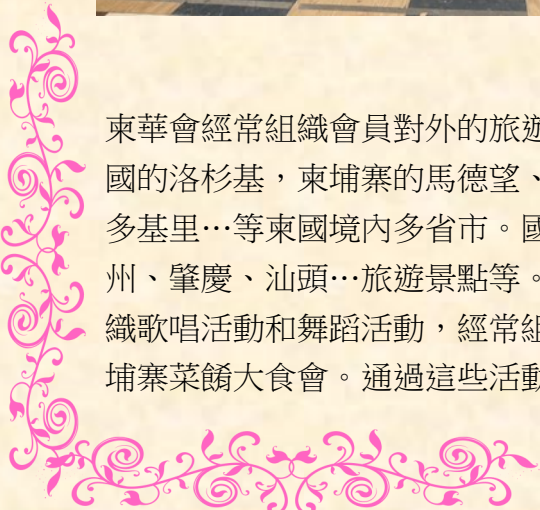 柬華會經常組織會員對外的旅遊
國的洛杉基，柬埔寨的馬德望、
多基里…等柬國境內多省市。國
州、肇慶、汕頭…旅遊景點等。
織歌唱活動和舞蹈活動，經常組
埔寨菜餚大食會。通過這些活動